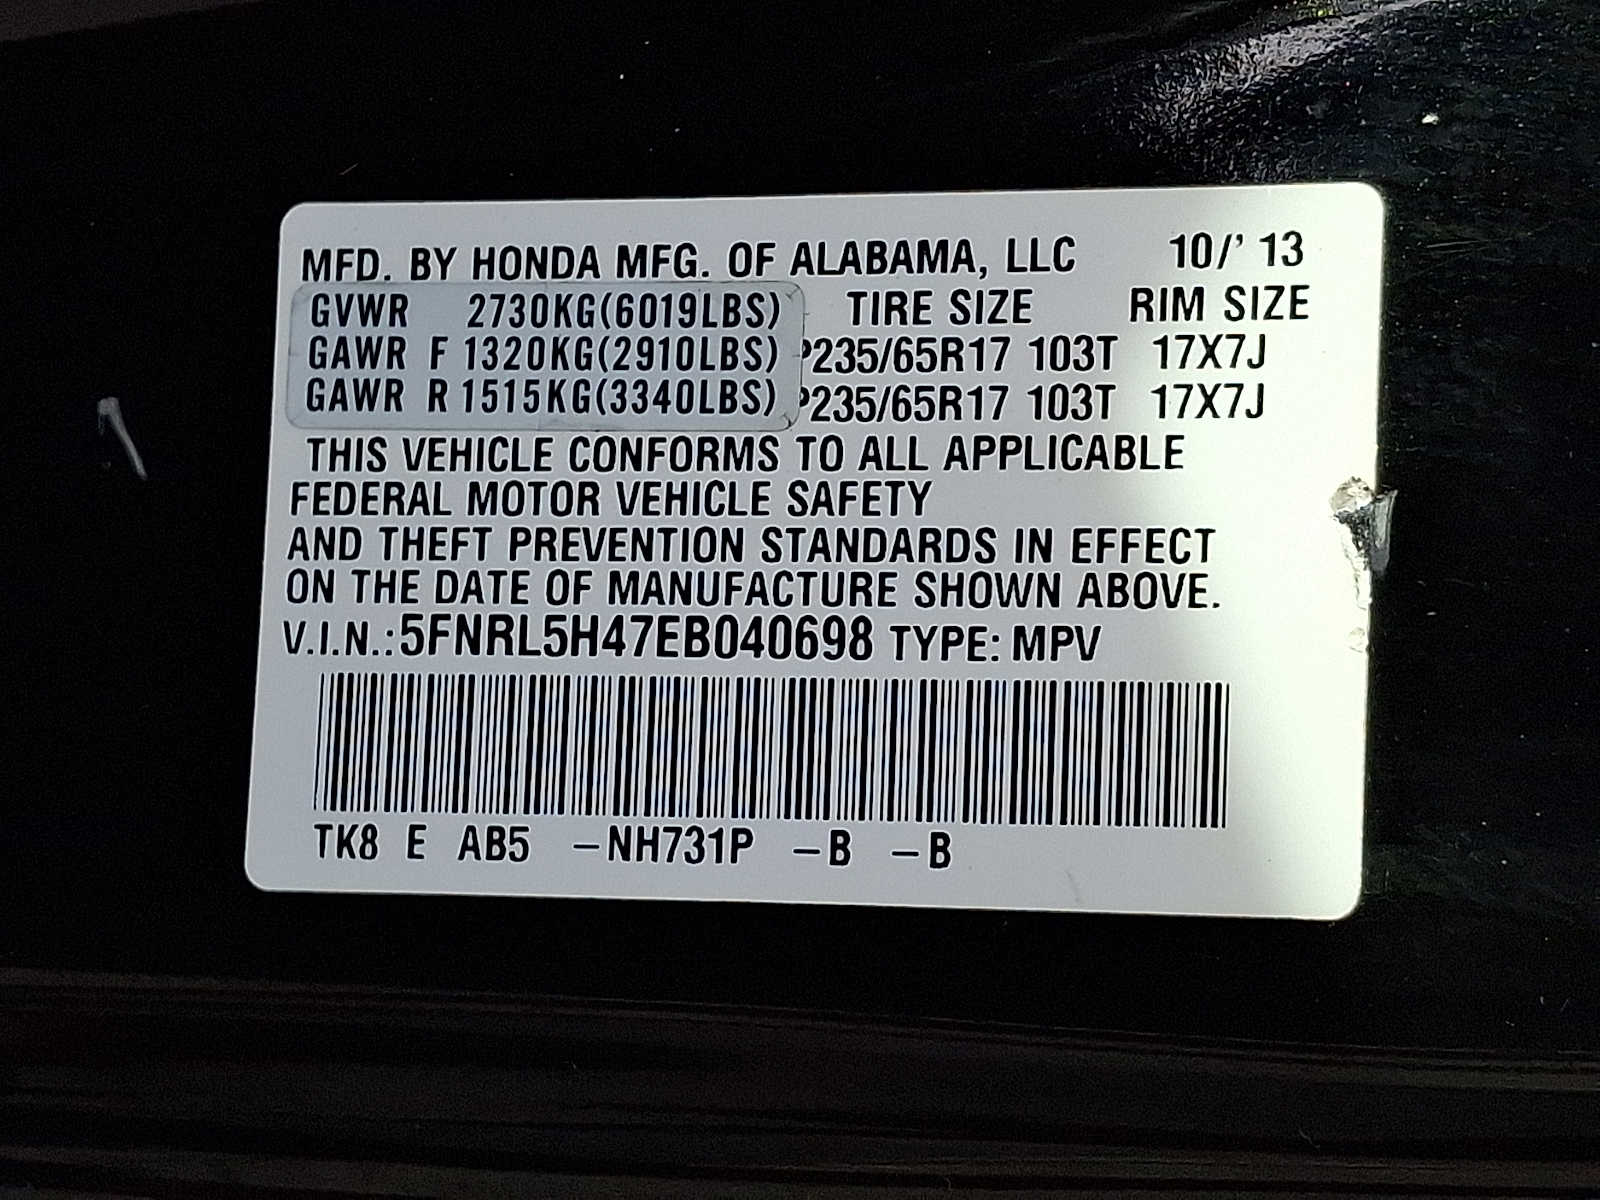 MFD. BY HONDA MFG. OF ALABAMA, LLC 10/' 13
GVWR 2730KG(6019LBS) TIRE SIZE RIM SIZE
GAWR F 1320KG(2910LBS) P235/65R17 103T 17X7J
GAWR R 1515KG(3340LBS) P235/65R17 103T 17X7J
THIS VEHICLE CONFORMS TO ALL APPLICABLE
FEDERAL MOTOR VEHICLE SAFETY
AND THEFT PREVENTION STANDARDS IN EFFECT
ON THE DATE OF MANUFACTURE SHOWN ABOVE.
V.I.N.:5FNRL5H47EB040698 TYPE: MPV
TK8 E AB5 –NH731P –B –B